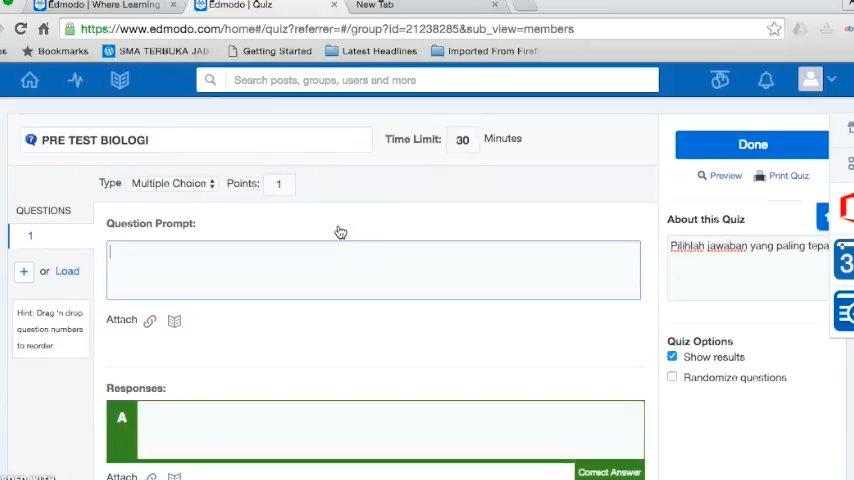 Edmodo | Where Learning
Edmodo | Quiz
New Tab
https://www.edmodo.com/home#/quiz?referrer=#/group?id=21238285&sub_view=members
Bookmarks
SMA TERBUKA JAB
Getting Started
Latest Headlines
Imported From Firef
Search posts, groups, users and more
PRE TEST BIOLOGI
Time Limit: 30 Minutes
Done
Type Multiple Choice Points: 1
Preview
Print Quiz
QUESTIONS
1
+ or Load
Hint: Drag 'n drop
question numbers
to reorder
Question Prompt:
Attach
Responses:
A
Correct Answer
Attach
About this Quiz
Pilihlah jawaban yang paling tepa
Quiz Options
Show results
Randomize questions
3